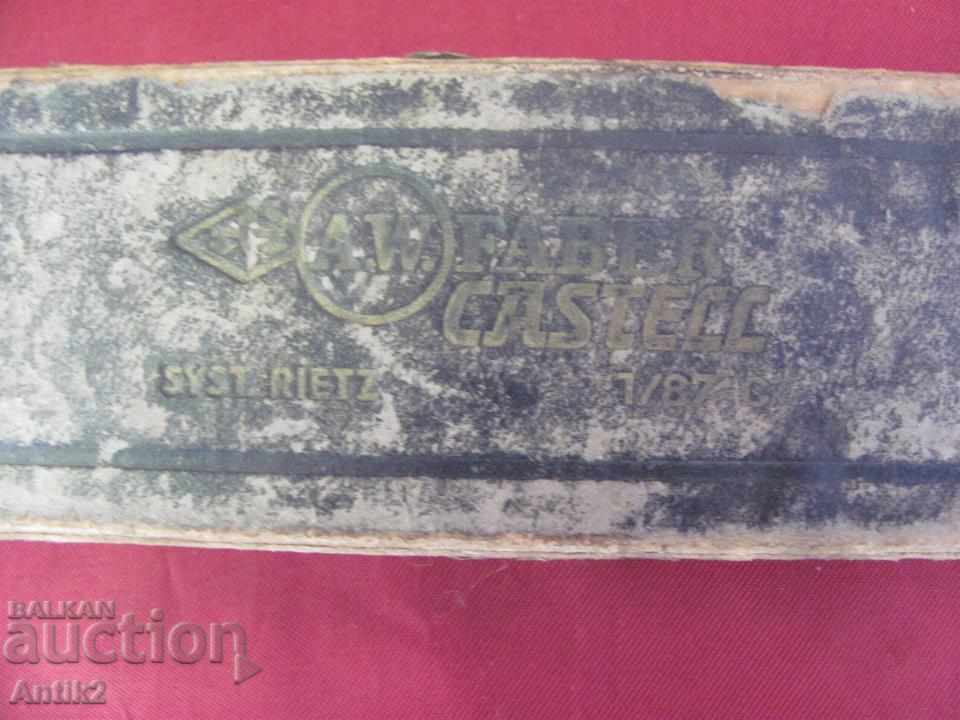 A.W. FABER
CASTELL
SYST. RIETZ 1/87
BALKAN
auction
Antik2